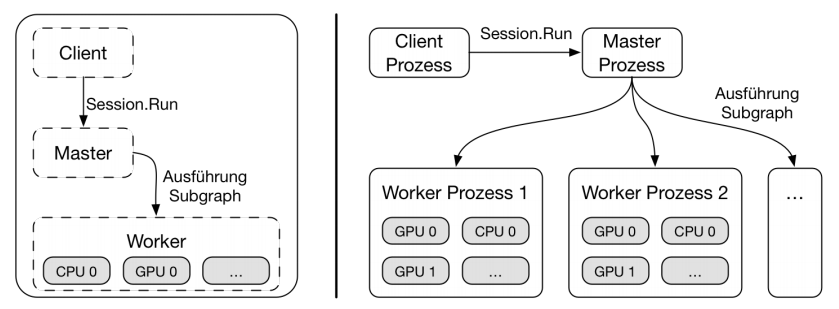 Client
Session.Run
Master
Ausführung
Subgraph
Worker
CPU 0
GPU 0
...
Client
Prozess
Session.Run
Master
Prozess
Ausführung
Subgraph
Worker Prozess 1
GPU 0
CPU 0
GPU 1
...
Worker Prozess 2
GPU 0
CPU 0
GPU 1
...
...